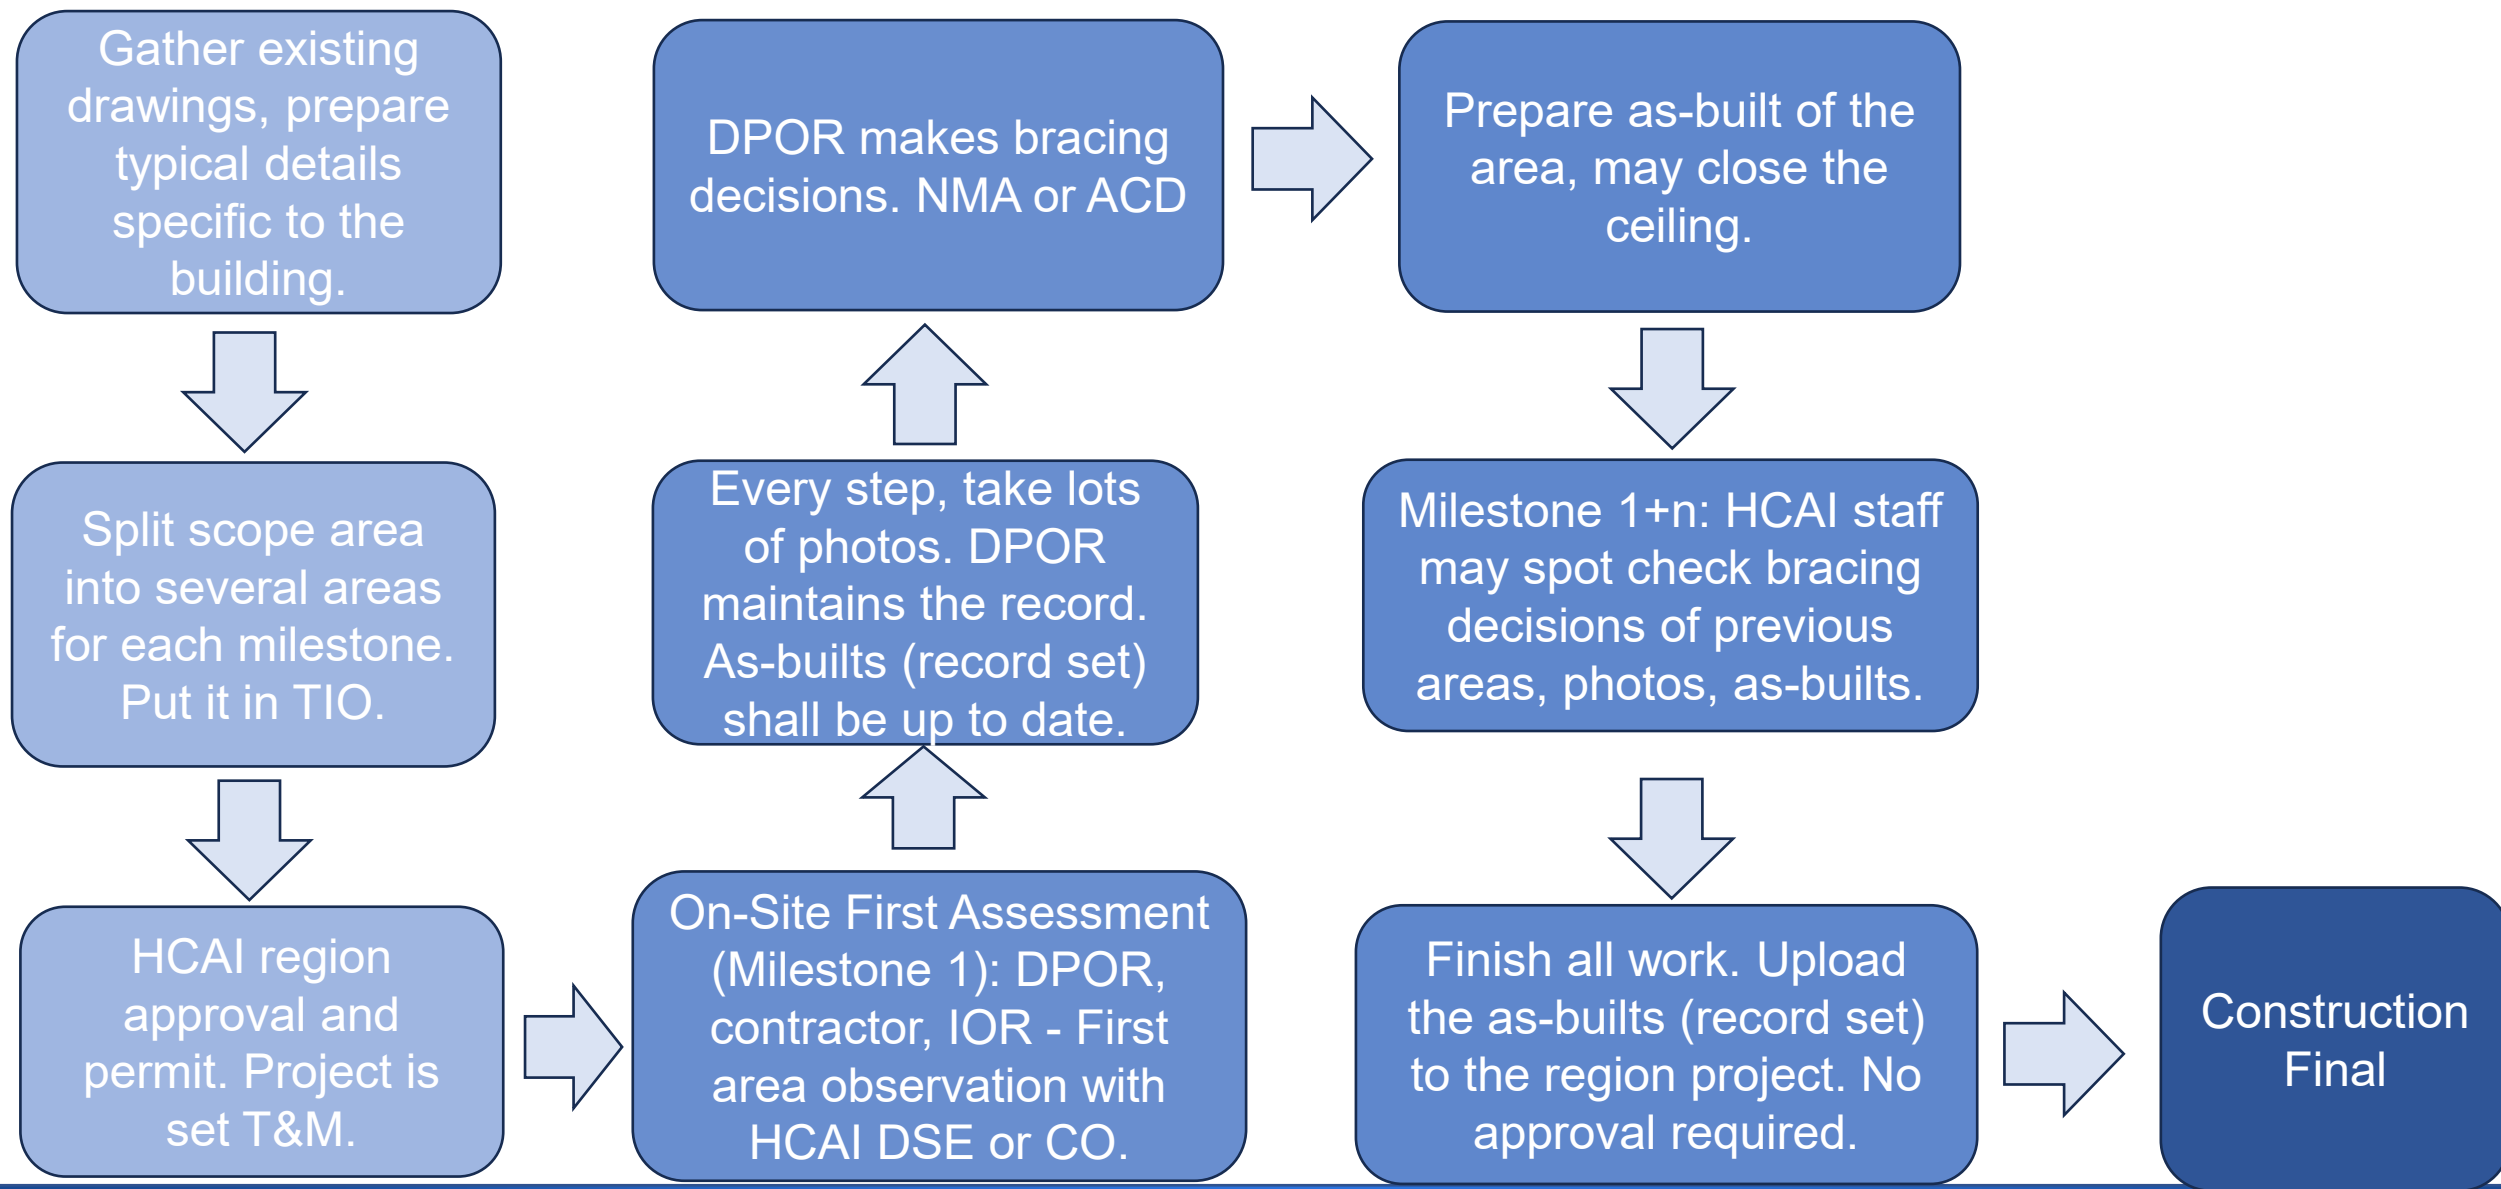 Gather existing
drawings, prepare
typical details
specific to the
building.
Split scope area
into several areas
for each milestone.
Put it in TIO.
HCAI region
approval and
permit. Project is
set T&M.
On-Site First Assessment
(Milestone 1): DPOR,
contractor, IOR - First
area observation with
HCAI DSE or CO.
Every step, take lots
of photos. DPOR
maintains the record.
As-builts (record set)
shall be up to date.
DPOR makes bracing
decisions. NMA or ACD
Prepare as-built of the
area, may close the
ceiling.
Milestone 1+n: HCAI staff
may spot check bracing
decisions of previous
areas, photos, as-builts.
Finish all work. Upload
the as-builts (record set)
to the region project. No
approval required.
Construction
Final